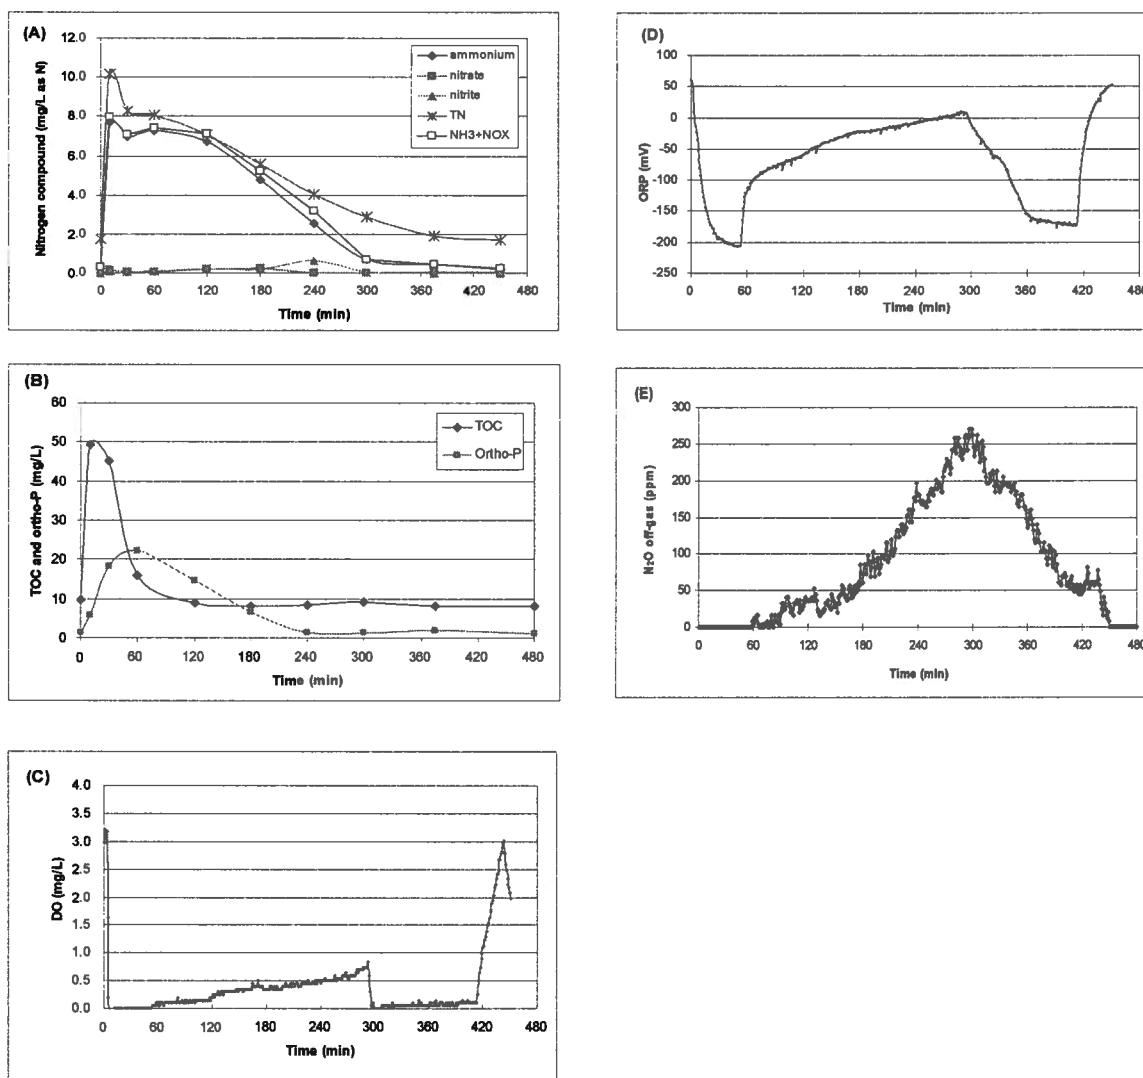 (A)
12.0
10.0
8.0
6.0
4.0
2.0
0.0
Nitrogen compound (mg/L as N)
ammonium
nitrate
nitrite
TN
NH3+NOX
0 60 120 180 240 300 360 420 480
Time (min)
(B)
60
50
40
30
20
10
0
TOC and ortho-P (mg/L)
TOC
Ortho-P
0 60 120 180 240 300 360 420 480
Time (min)
(C)
4.0
3.5
3.0
2.5
2.0
1.5
1.0
0.5
0.0
DO (mg/L)
0 60 120 180 240 300 360 420 480
Time (min)
(D)
100
50
0
-50
-100
-150
-200
-250
ORP (mV)
0 60 120 180 240 300 360 420 480
Time (min)
(E)
300
250
200
150
100
50
0
N2O off-gas (ppm)
0 60 120 180 240 300 360 420 480
Time (min)